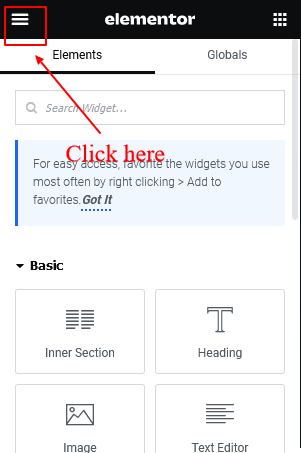 elementor
Elements
Globals
Search Widget...
Click here
For easy access, favorite the widgets you use
most often by right clicking > Add to
favorites. Got It
Basic
Inner Section
Heading
Image
Text Editor